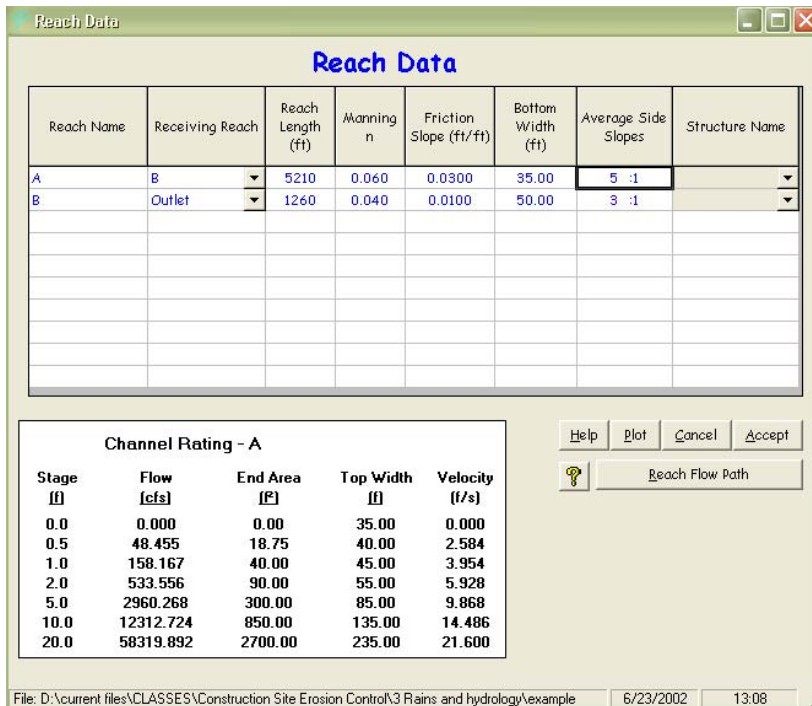 Reach Data
Reach Data
Reach Name Receiving Reach Reach Length (ft) Manning n Friction Slope (ft/ft) Bottom Width (ft) Average Side Slopes Structure Name
A B 5210 0.060 0.0300 35.00 5 :1
B Outlet 1260 0.040 0.0100 50.00 3 :1
Channel Rating - A
Stage Flow End Area Top Width Velocity
(f) (cfs) (f²) (f) (f/s)
0.0 0.000 0.00 35.00 0.000
0.5 48.455 18.75 40.00 2.584
1.0 158.167 40.00 45.00 3.954
2.0 533.556 90.00 55.00 5.928
5.0 2960.268 300.00 85.00 9.868
10.0 12312.724 850.00 135.00 14.486
20.0 58319.892 2700.00 235.00 21.600
Help Plot Cancel Accept
? Reach Flow Path
File: D:\current files\CLASSES\Construction Site Erosion Control\3 Rains and hydrology\example 6/23/2002 13:08